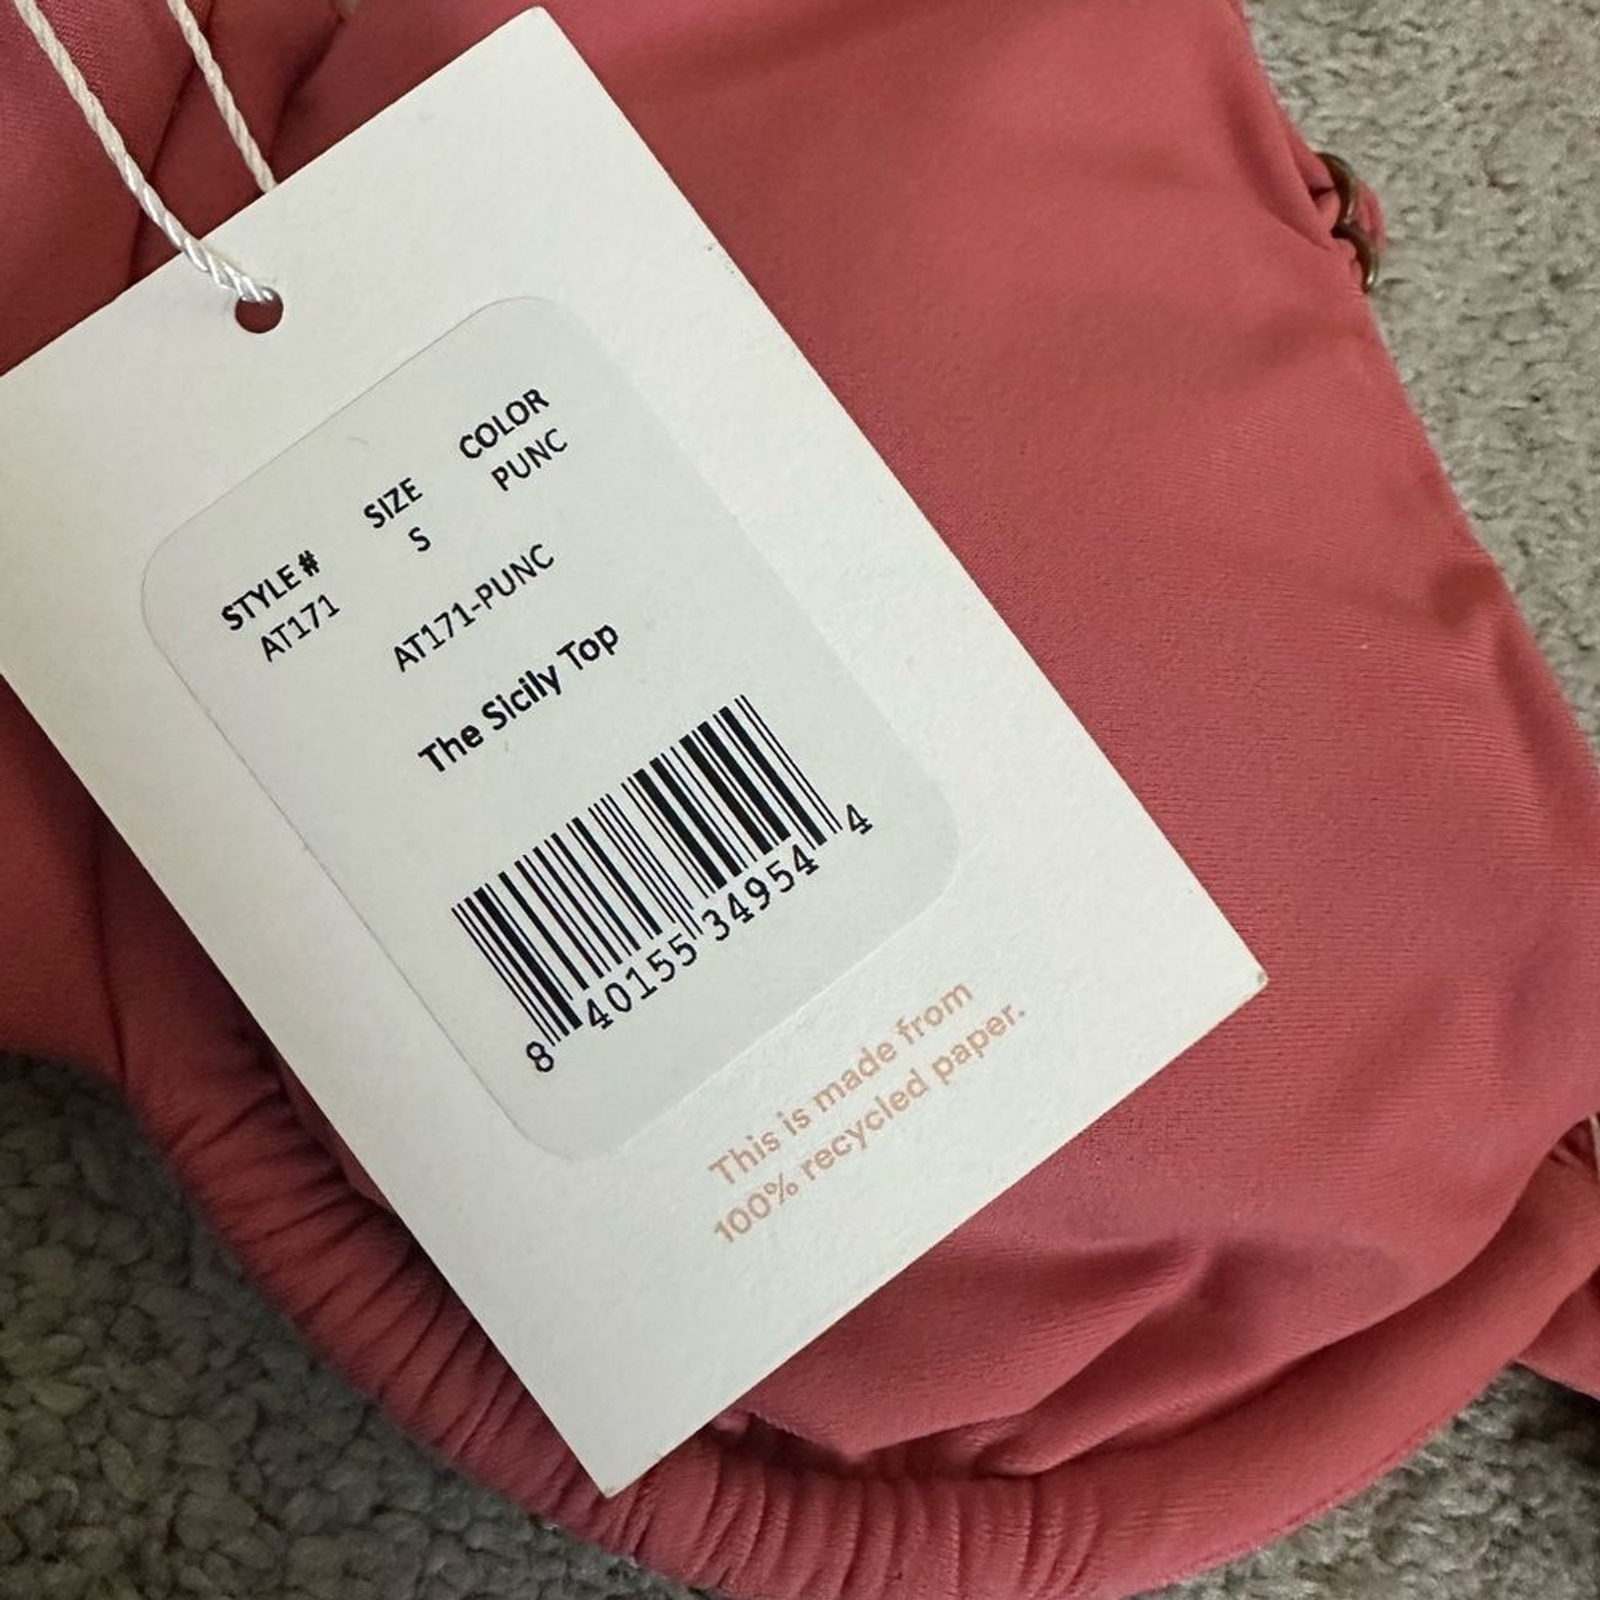 STYLE # SIZE COLOR
AT171 S PUNC
AT171-PUNC
The Sicily Top
8 40155 34954 4
This is made from
100% recycled paper.